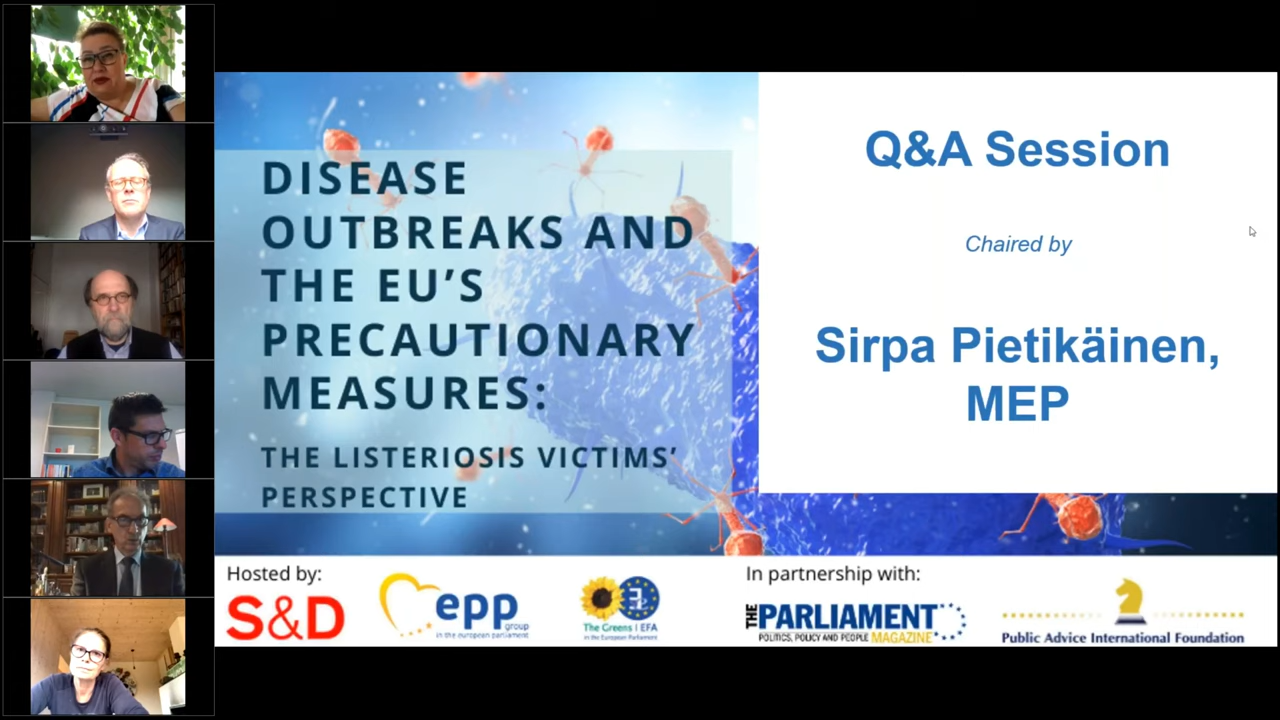 DISEASE
OUTBREAKS AND
THE EU'S
PRECAUTIONARY
MEASURES:
THE LISTERIOSIS VICTIMS'
PERSPECTIVE
Q&A Session
Chaired by
Sirpa Pietikäinen,
MEP
Hosted by:
S&D
epp
group
in the european parliament
The Greens | EFA
in the European Parliament
In partnership with:
THE PARLIAMENT
POLITICS, POLICY AND PEOPLE MAGAZINE
Public Advice International Foundation